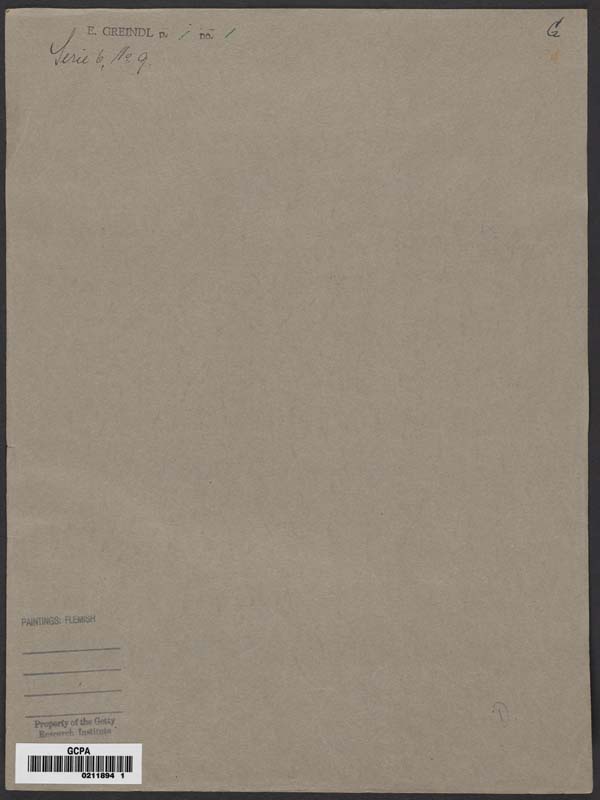 E. GREINDL p. 1 no. 1
G
Serie 6, No 9.
PAINTINGS: FLEMISH
Property of the Getty
Research Institute
GCPA
0211894 1